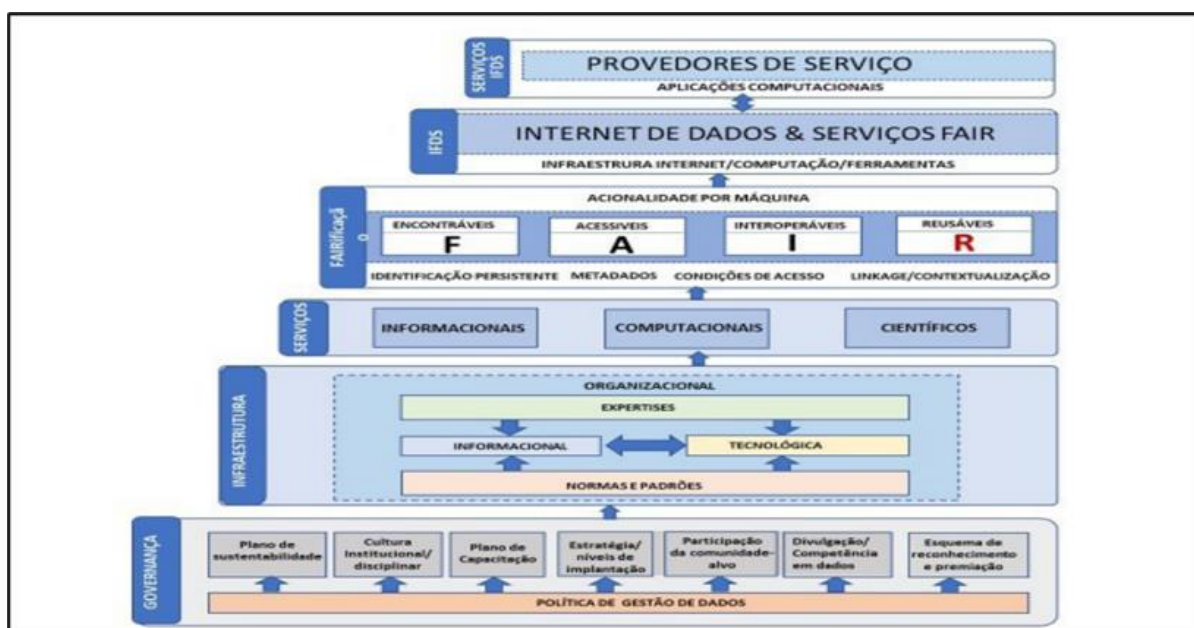 SERVIÇOS
IFDS
PROVEDORES DE SERVIÇO
APLICAÇÕES COMPUTACIONAIS
IFDS
INTERNET DE DADOS & SERVIÇOS FAIR
INFRAESTRURA INTERNET/COMPUTAÇÃO/FERRAMENTAS
FAIRificaçã
o
ACIONALIDADE POR MÁQUINA
ENCONTRÁVEIS
F
ACESSIVEIS
A
INTEROPERÁVEIS
I
REUSÁVEIS
R
IDENTIFICAÇÃO PERSISTENTE
METADADOS
CONDIÇÕES DE ACESSO
LINKAGE/CONTEXTUALIZAÇÃO
SERVIÇOS
INFORMACIONAIS
COMPUTACIONAIS
CIENTÍFICOS
INFRAESTRUTURA
ORGANIZACIONAL
EXPERTISES
INFORMACIONAL
TECNOLÓGICA
NORMAS E PADRÕES
GOVERNANÇA
Plano de
sustentabilidade
Cultura
Institucional/
disciplinar
Plano de
Capacitação
Estratégia/
níveis de
implantação
Participação
da comunidade-
alvo
Divulgação/
Competência
em dados
Esquema de
reconhecimento
e premiação
POLÍTICA DE GESTÃO DE DADOS